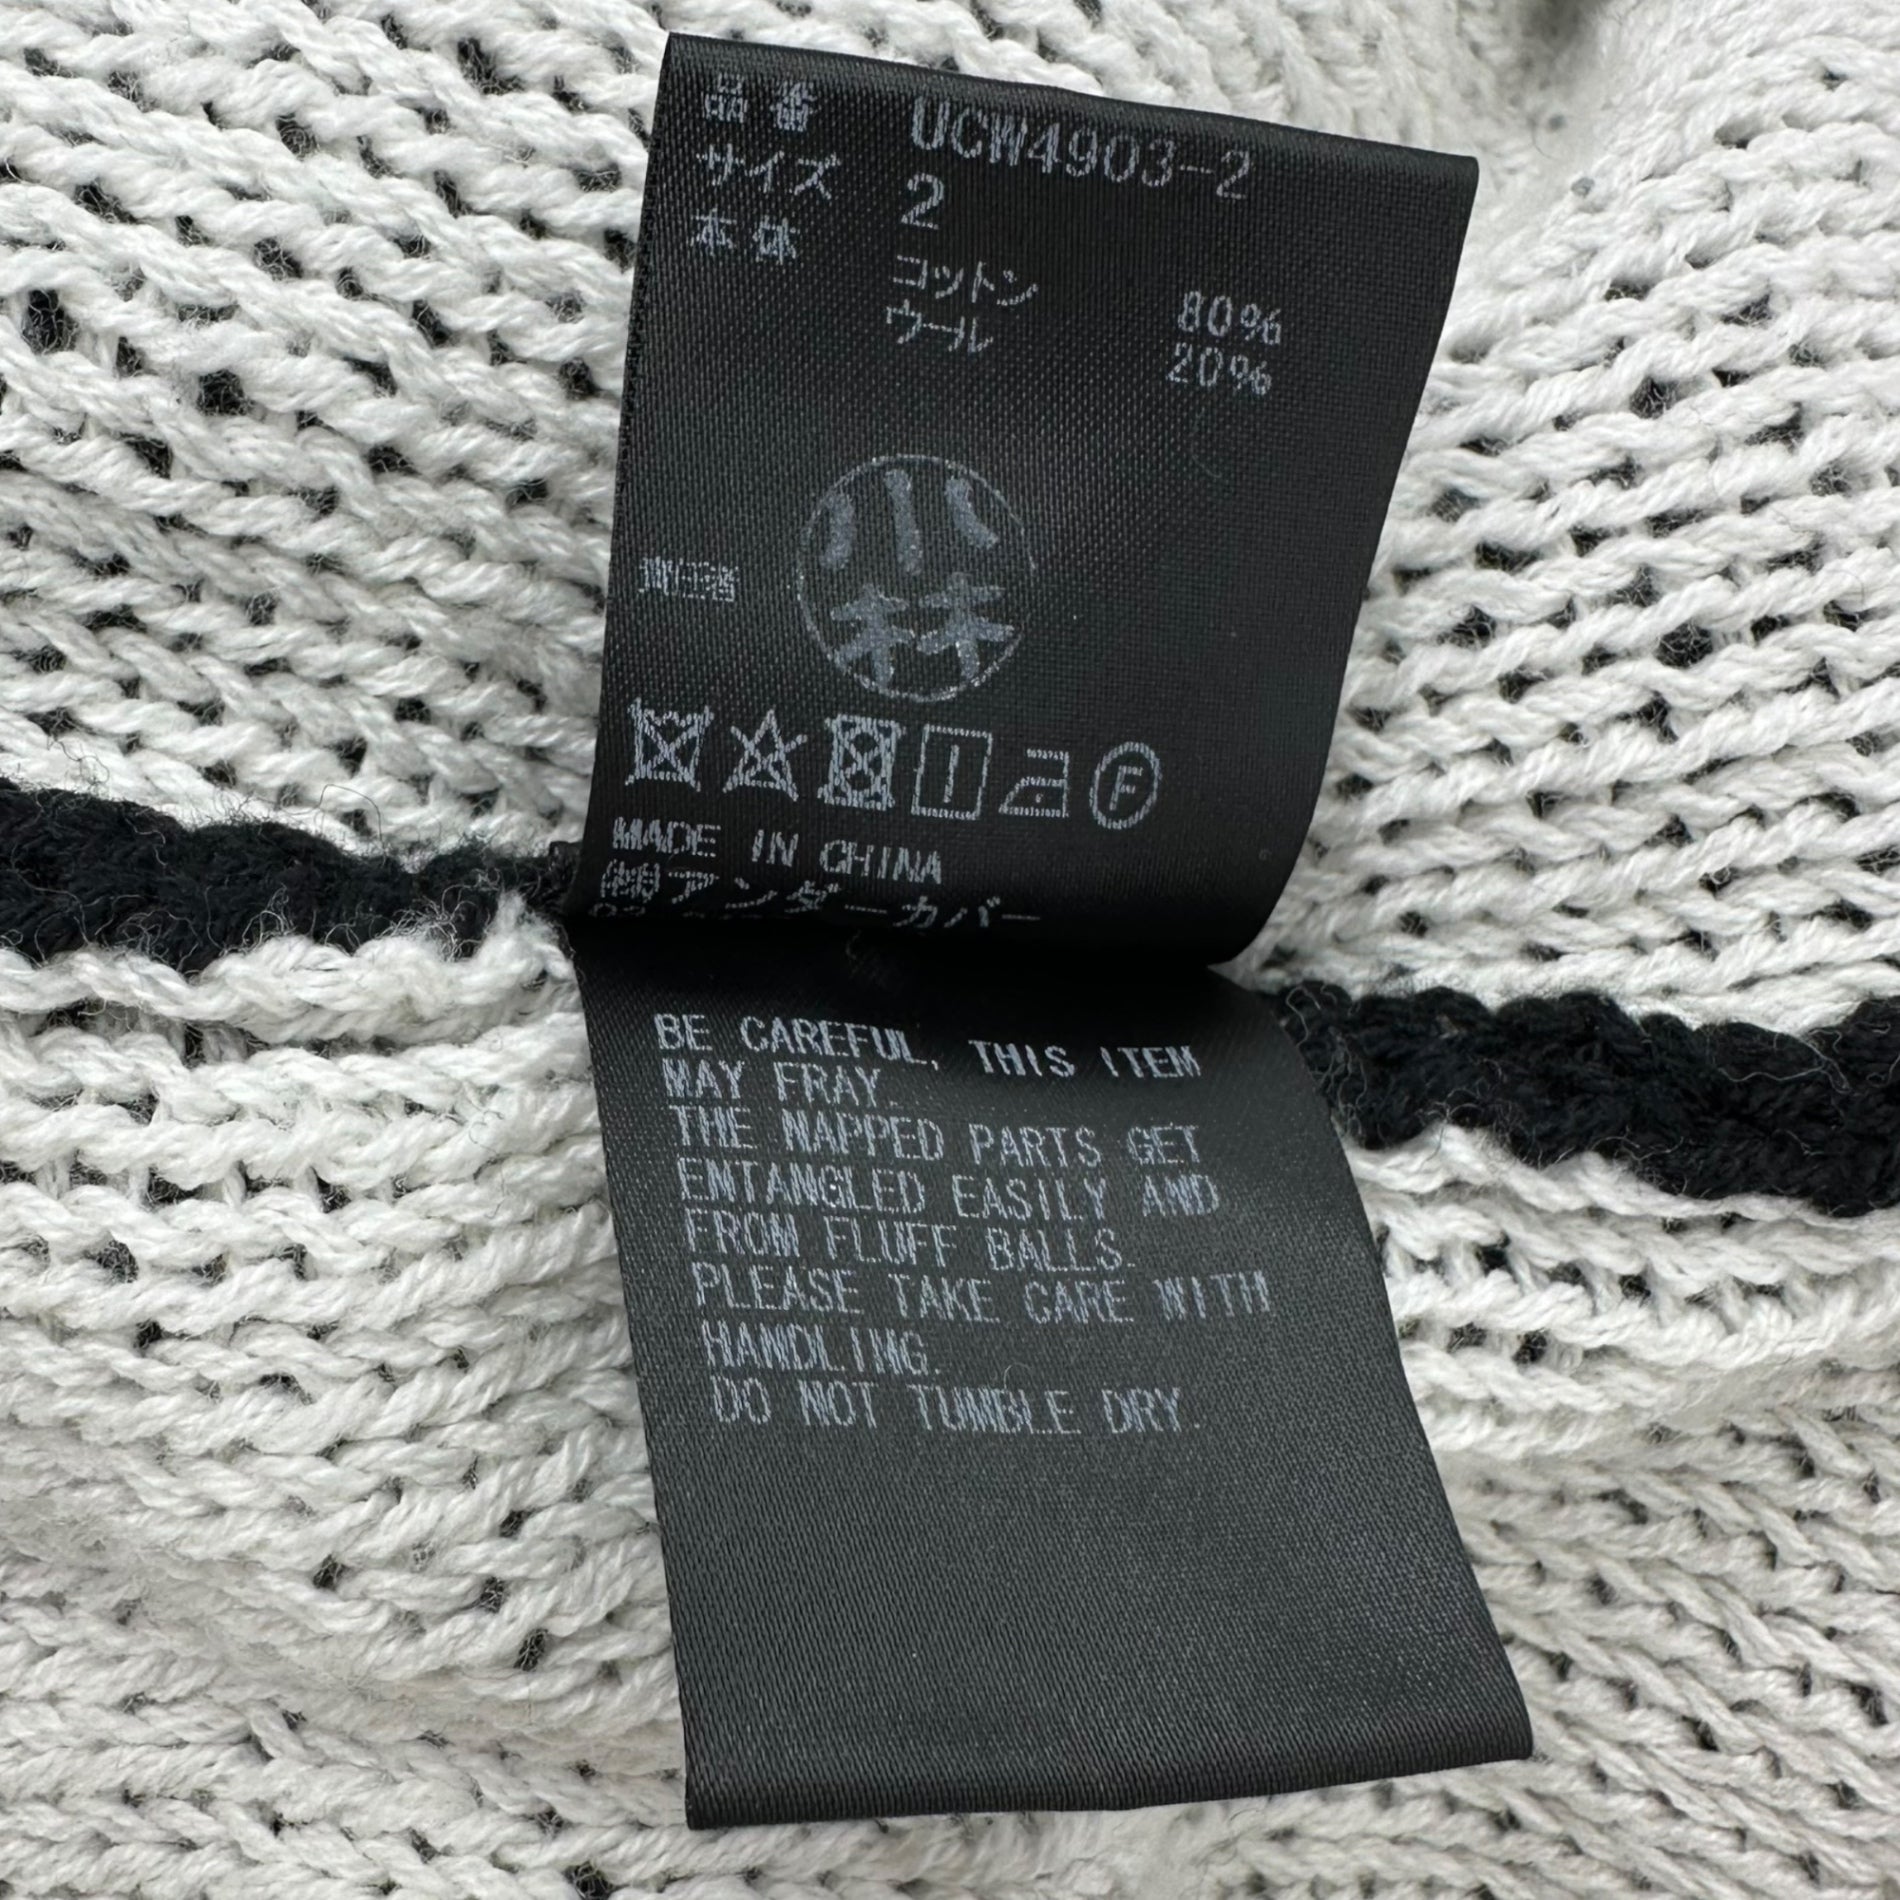 品番 UCW4903-2
サイズ 2
本体
コットン 80%
ウール 20%
小林
F
MADE IN CHINA
㈱アンダーカバー
BE CAREFUL, THIS ITEM
MAY FRAY.
THE NAPPED PARTS GET
ENTANGLED EASILY AND
FROM FLUFF BALLS.
PLEASE TAKE CARE WITH
HANDLING.
DO NOT TUMBLE DRY.